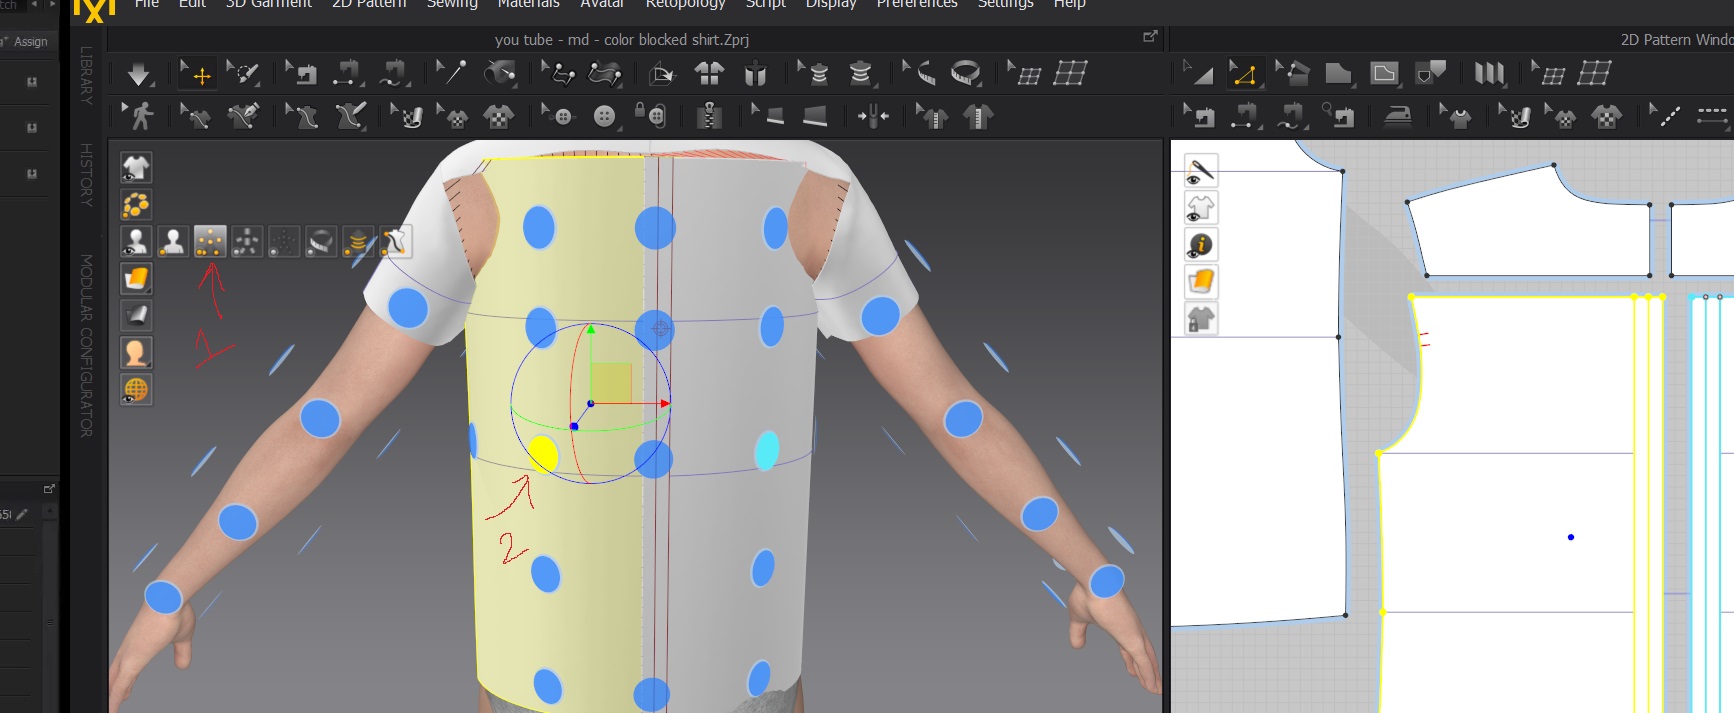 File Edit 3D Garment 2D Pattern Sewing Materials Avatar Retopology Script Display Preferences Settings Help
you tube - md - color blocked shirt.Zprj
2D Pattern Windo
Assign
LIBRARY
HISTORY
MODULAR CONFIGURATOR
1
2